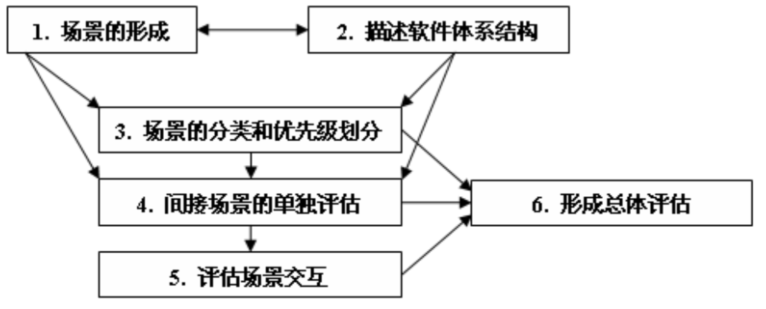 1. 场景的形成
2. 描述软件体系结构
3. 场景的分类和优先级划分
4. 间接场景的单独评估
6. 形成总体评估
5. 评估场景交互